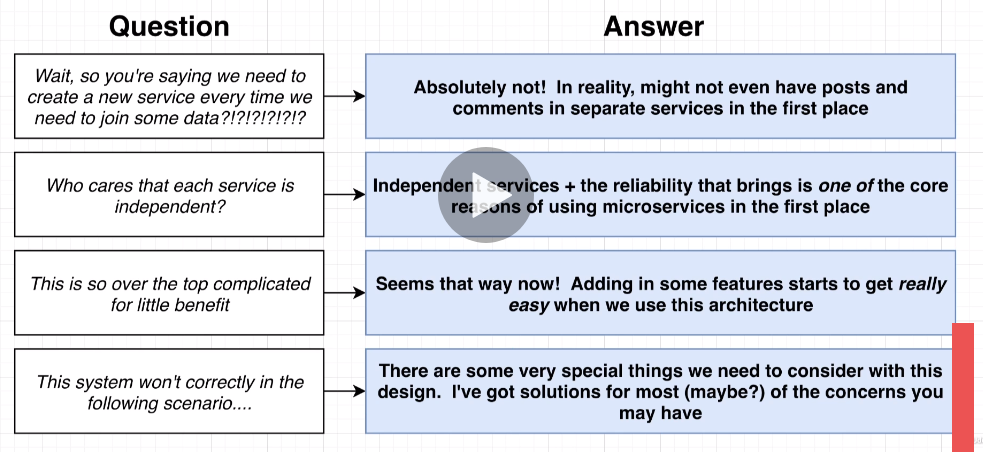 Question
Answer
Wait, so you're saying we need to
create a new service every time we
need to join some data?!?!?!?!?!?
Absolutely not!  In reality, might not even have posts and
comments in separate services in the first place
Who cares that each service is
independent?
Independent services + the reliability that brings is one of the core
reasons of using microservices in the first place
This is so over the top complicated
for little benefit
Seems that way now!  Adding in some features starts to get really
easy when we use this architecture
This system won't correctly in the
following scenario....
There are some very special things we need to consider with this
design.  I've got solutions for most (maybe?) of the concerns you
may have